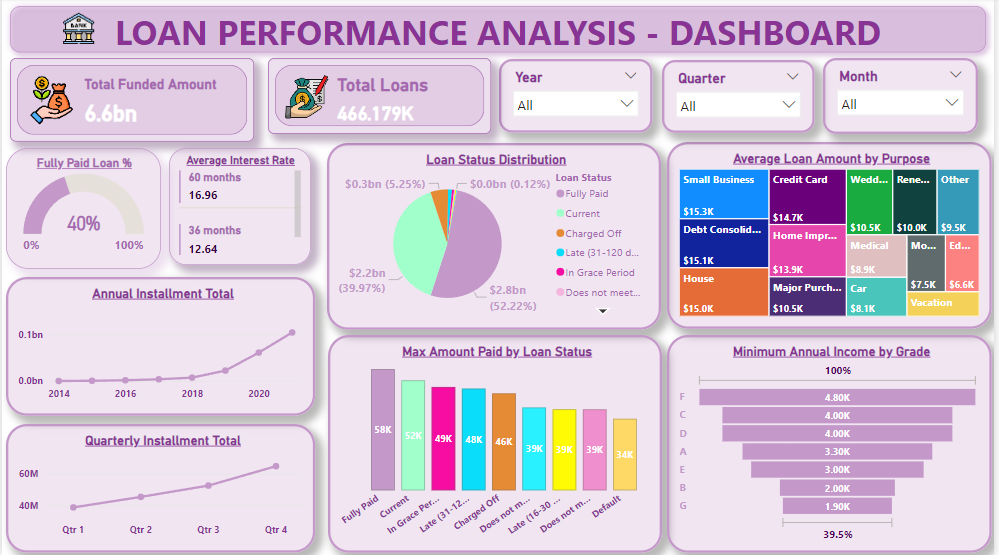 BANK
LOAN PERFORMANCE ANALYSIS - DASHBOARD
Total Funded Amount
6.6bn
Total Loans
466.179K
Year
All
Quarter
All
Month
All
Fully Paid Loan %
40%
0%
100%
Average Interest Rate
60 months
16.96
36 months
12.64
Loan Status Distribution
$0.3bn (5.25%)
$0.0bn (0.12%)
$2.2bn
(39.97%)
$2.8bn
(52.22%)
Loan Status
Fully Paid
Current
Charged Off
Late (31-120 d...
In Grace Period
Does not meet...
Average Loan Amount by Purpose
Small Business
$15.3K
Debt Consolid...
$15.1K
House
$15.0K
Credit Card
$14.7K
Home Impr...
$13.9K
Major Purch...
$10.5K
Wedd...
$10.5K
Rene...
$10.0K
Other
$9.5K
Medical
$8.9K
Car
$8.1K
Mo...
$7.5K
Ed...
$6.6K
Vacation
Annual Installment Total
0.1bn
0.0bn
2014
2016
2018
2020
Quarterly Installment Total
60M
40M
Qtr 1
Qtr 2
Qtr 3
Qtr 4
Max Amount Paid by Loan Status
58K
52K
49K
48K
46K
39K
39K
39K
34K
Fully Paid
Current
In Grace Per...
Late (31-12...
Charged Off
Does not m...
Late (16-30 ...
Does not m...
Default
Minimum Annual Income by Grade
100%
F
4.80K
C
4.00K
D
4.00K
A
3.30K
E
3.00K
B
2.00K
G
1.90K
39.5%